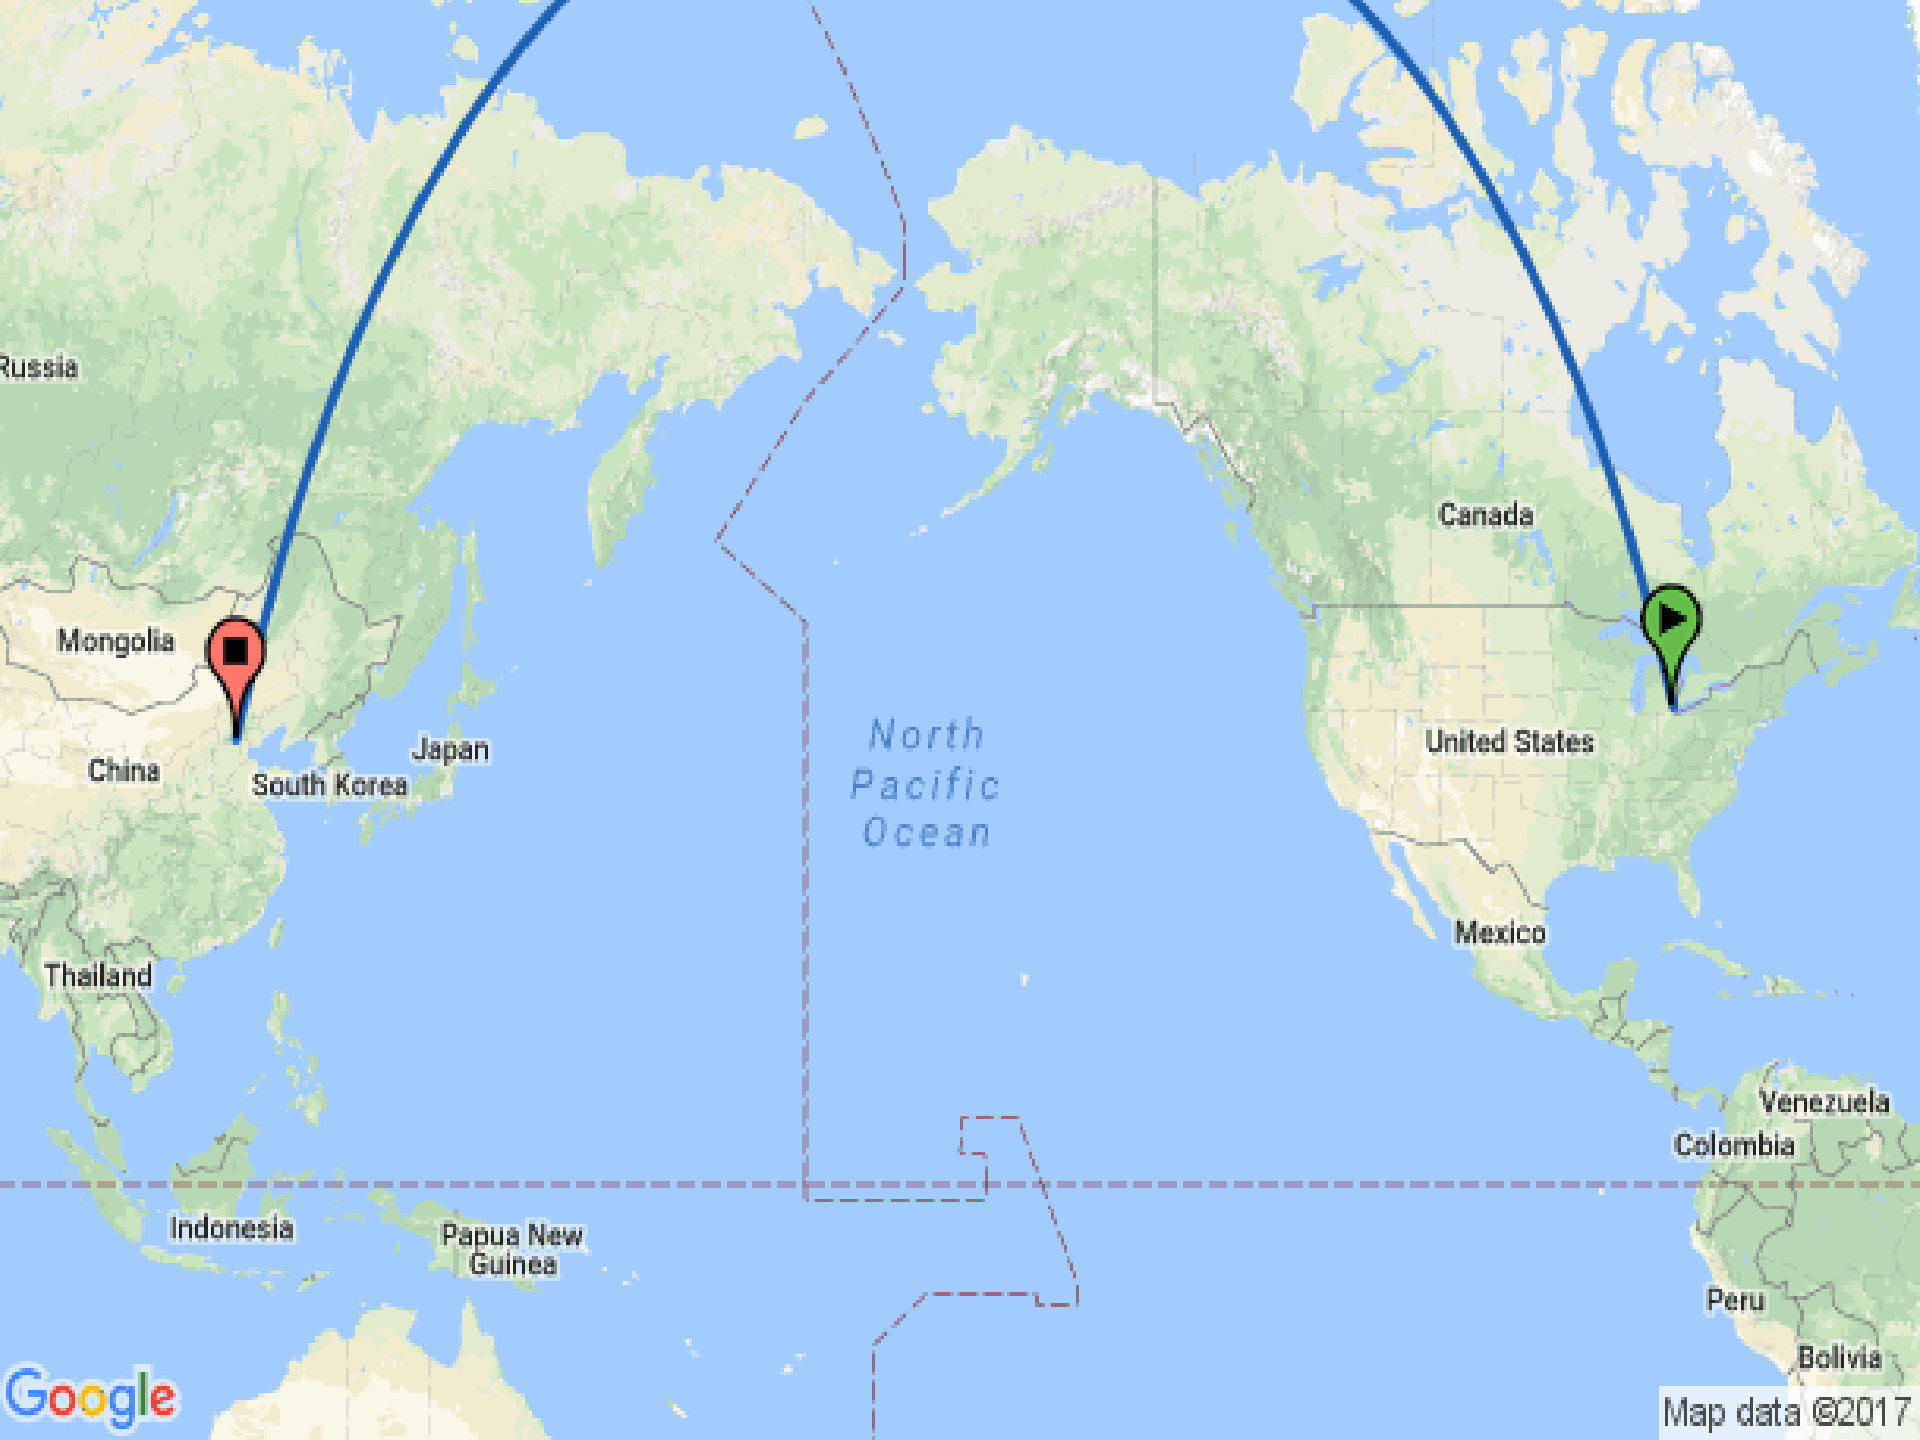 Russia
Canada
Mongolia
United States
China
South Korea
Japan
North
Pacific
Ocean
Mexico
Thailand
Venezuela
Colombia
Indonesia
Papua New
Guinea
Peru
Bolivia
Google
Map data ©2017